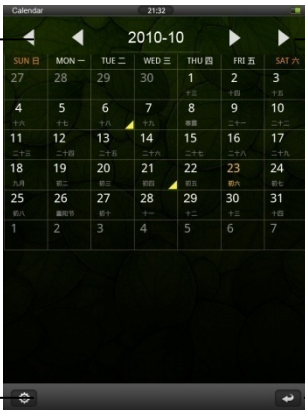 Calendar 21:32
2010-10
SUN 日 MON 一 TUE 二 WED 三 THU 四 FRI 五 SAT 六
27 28 29 30 1 2 3
十三 十四 十五
4 5 6 7 8 9 10
十六 十七 十八 十九 寒露 二十一 二十二
11 12 13 14 15 16 17
二十三 二十四 二十五 二十六 二十七 二十八 二十九
18 19 20 21 22 23 24
九月 初二 初三 初四 初五 初六 初七
25 26 27 28 29 30 31
初八 重阳节 初十 十一 十二 十三 十四
1 2 3 4 5 6 7